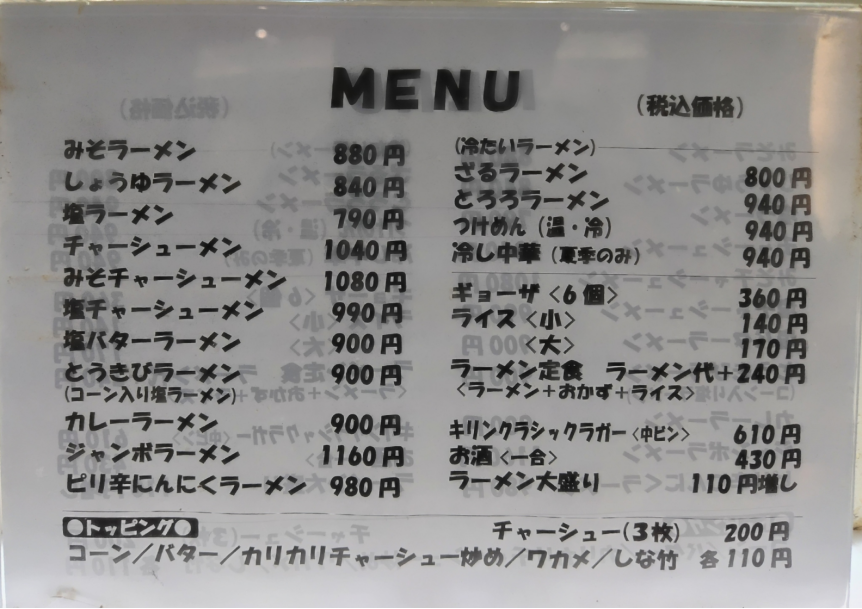 MENU
(税込価格)
みそラーメン 880円
しょうゆラーメン 840円
塩ラーメン 790円
チャーシューメン 1040円
みそチャーシューメン 1080円
塩チャーシューメン 990円
塩バターラーメン 900円
とうきびラーメン 900円
(コーン入り塩ラーメン)
カレーラーメン 900円
ジャンボラーメン 1160円
ピリ辛にんにくラーメン 980円
(冷たいラーメン)
ざるラーメン 800円
とろろラーメン 940円
つけめん (温・冷) 940円
冷し中華 (夏季のみ) 940円
ギョーザ <6個> 360円
ライス <小> 140円
<大> 170円
ラーメン定食 ラーメン代+240円
<ラーメン+おかず+ライス>
キリンクラシックラガー <中ビン> 610円
お酒 <一合> 430円
ラーメン大盛り 110円増し
●トッピング● チャーシュー(3枚) 200円
コーン/バター/カリカリチャーシュー炒め/ワカメ/しな竹 各110円